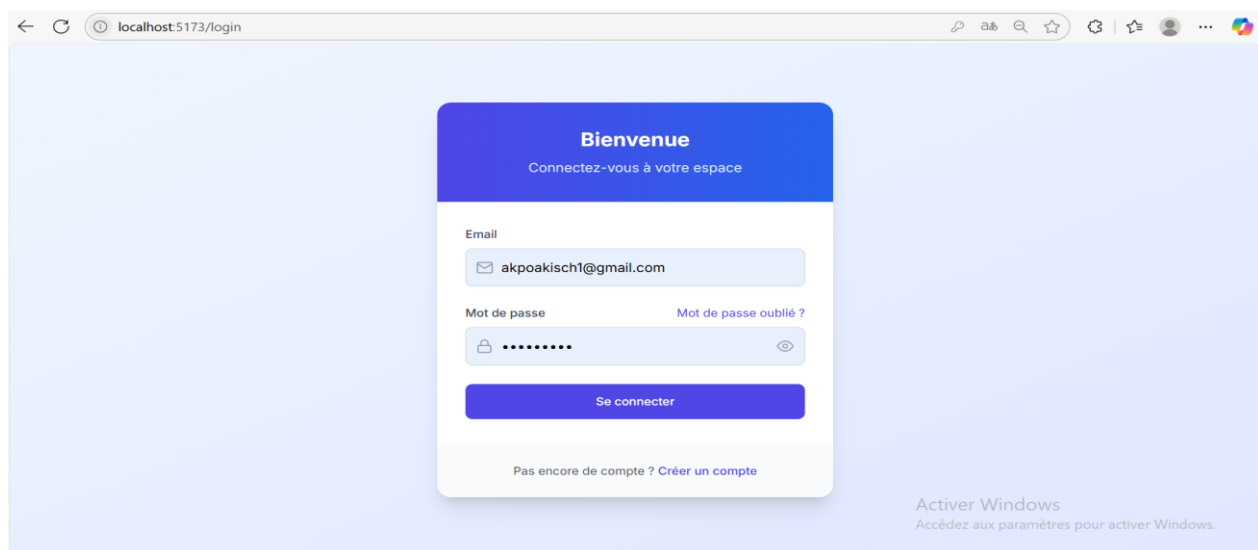 localhost:5173/login
Bienvenue
Connectez-vous à votre espace
Email
akpoakisch1@gmail.com
Mot de passe Mot de passe oublié ?
•••••••••
Se connecter
Pas encore de compte ? Créer un compte
Activer Windows
Accédez aux paramètres pour activer Windows.